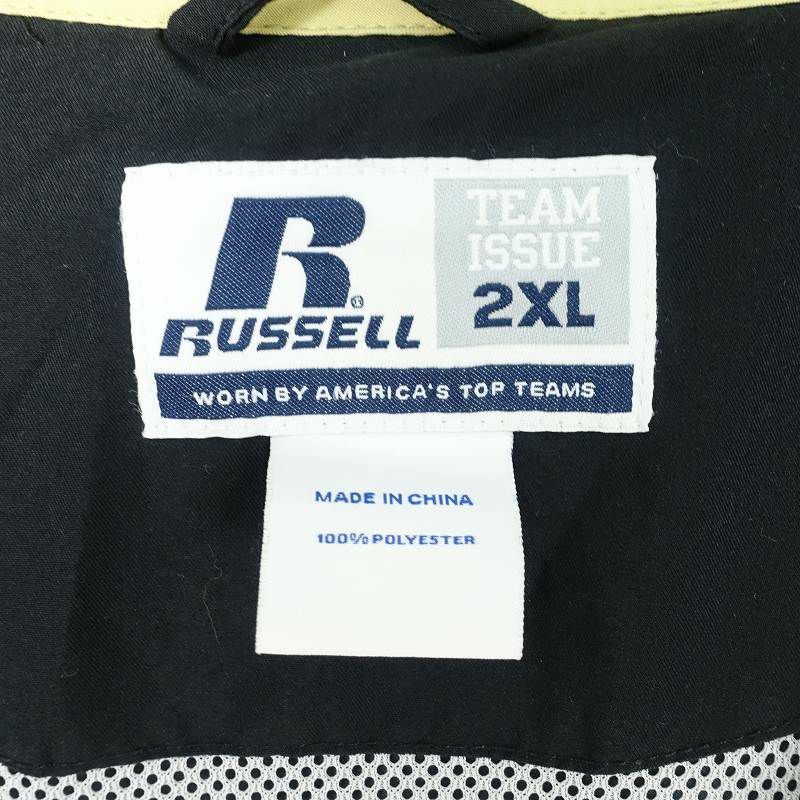 R®
RUSSELL
TEAM
ISSUE
2XL
WORN BY AMERICA'S TOP TEAMS
MADE IN CHINA
100% POLYESTER